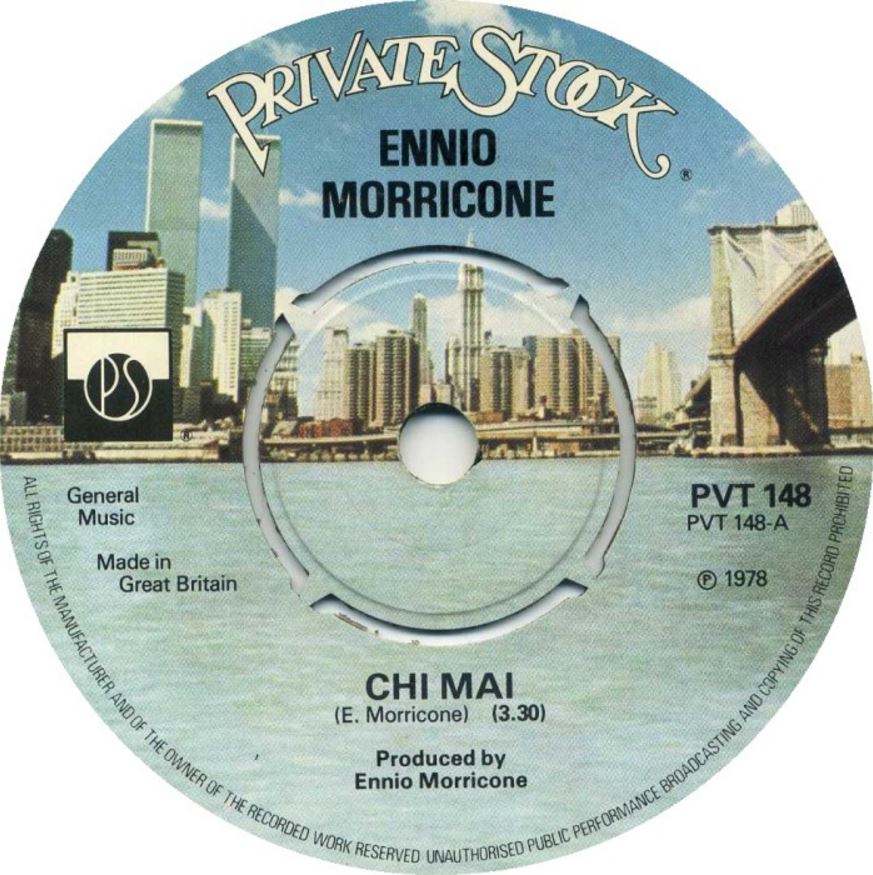 PRIVATE STOCK
®
ENNIO
MORRICONE
PS
®
General
Music
Made in
Great Britain
PVT 148
PVT 148-A
Ⓟ 1978
CHI MAI
(E. Morricone) (3.30)
Produced by
Ennio Morricone
ALL RIGHTS OF THE MANUFACTURER AND OF THE OWNER OF THE RECORDED WORK RESERVED UNAUTHORISED PUBLIC PERFORMANCE BROADCASTING AND COPYING OF THIS RECORD PROHIBITED